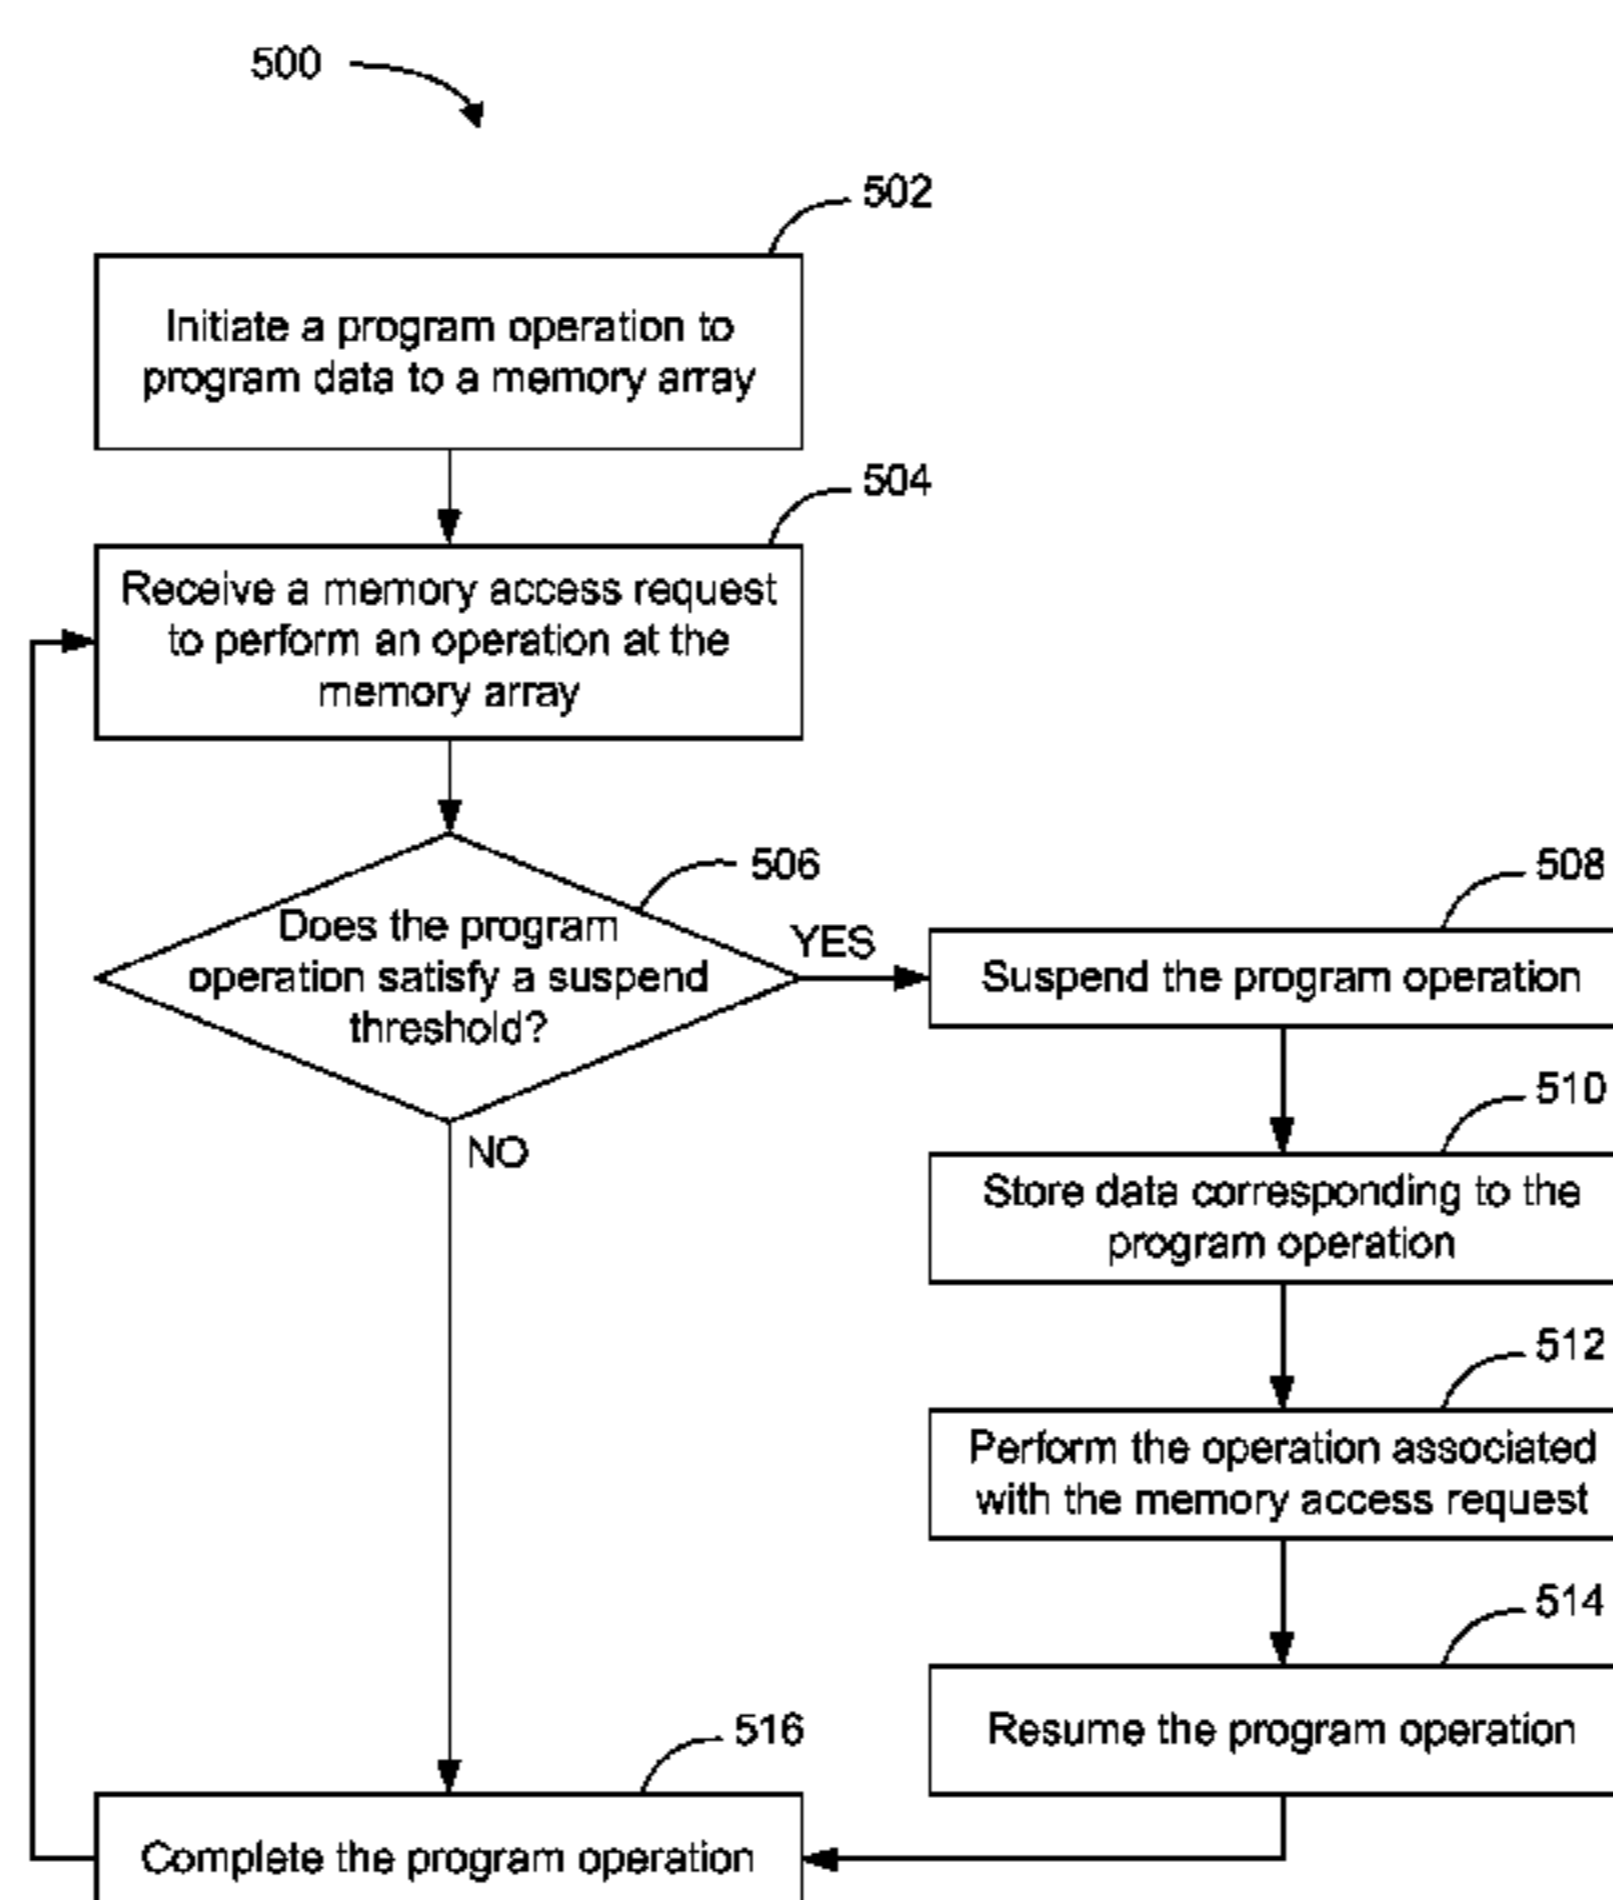 500
502
Initiate a program operation to
program data to a memory array
504
Receive a memory access request
to perform an operation at the
memory array
506
Does the program
operation satisfy a suspend
threshold?
YES
NO
508
Suspend the program operation
510
Store data corresponding to the
program operation
512
Perform the operation associated
with the memory access request
514
Resume the program operation
516
Complete the program operation